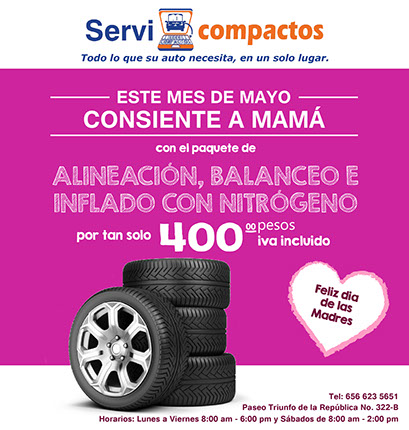 Servi compactos
Todo lo que su auto necesita, en un solo lugar.
ESTE MES DE MAYO
CONSIENTE A MAMÁ
con el paquete de
ALINEACIÓN, BALANCEO E
INFLADO CON NITRÓGENO
por tan solo 400.00 pesos iva incluido
Feliz día
de las
Madres
Tel: 656 623 5651
Paseo Triunfo de la República No. 322-B
Horarios: Lunes a Viernes 8:00 am - 6:00 pm y Sábados de 8:00 am - 2:00 pm